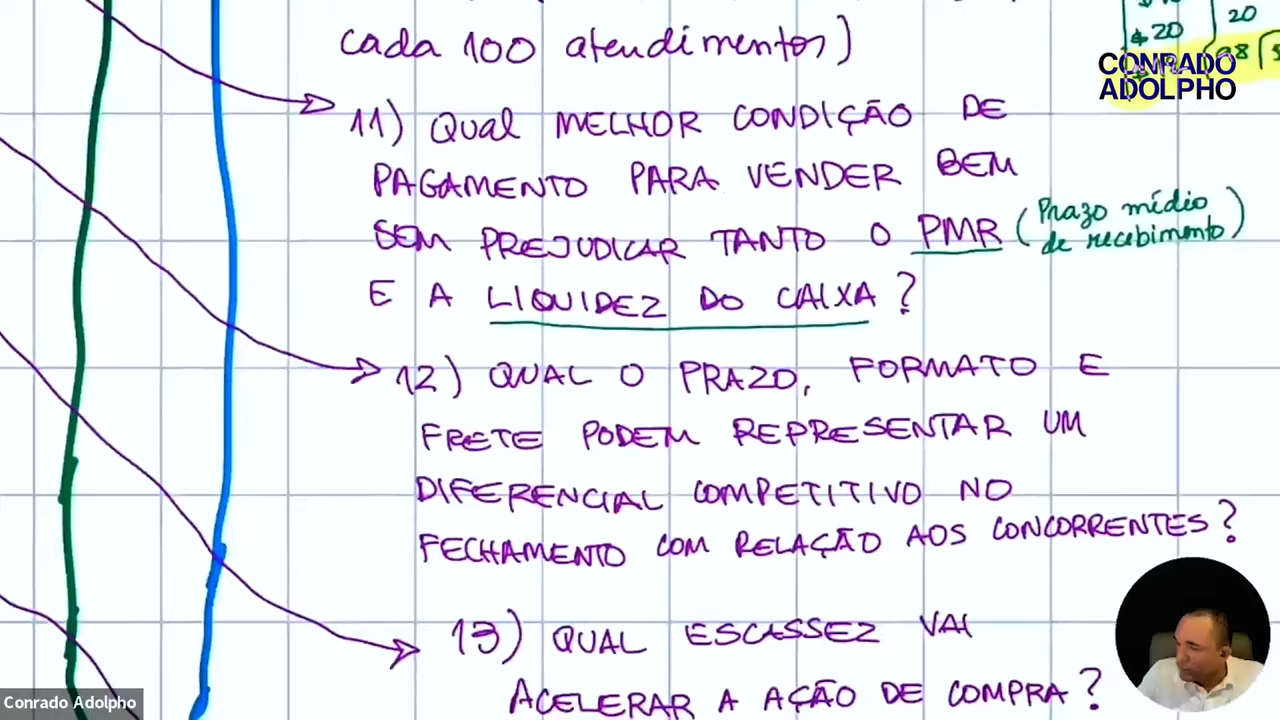 cada 100 atendimentos)
$ 20
20
CONRADO
ADOLPHO
11) QUAL MELHOR CONDIÇÃO DE
PAGAMENTO PARA VENDER BEM
SEM PREJUDICAR TANTO O PMR (Prazo médio
de recebimento)
E A LIQUIDEZ DO CAIXA?
12) QUAL O PRAZO, FORMATO E
FRETE PODEM REPRESENTAR UM
DIFERENCIAL COMPETITIVO NO
FECHAMENTO COM RELAÇÃO AOS CONCORRENTES?
13) QUAL ESCASSEZ VAI
ACELERAR A AÇÃO DE COMPRA?
Conrado Adolpho